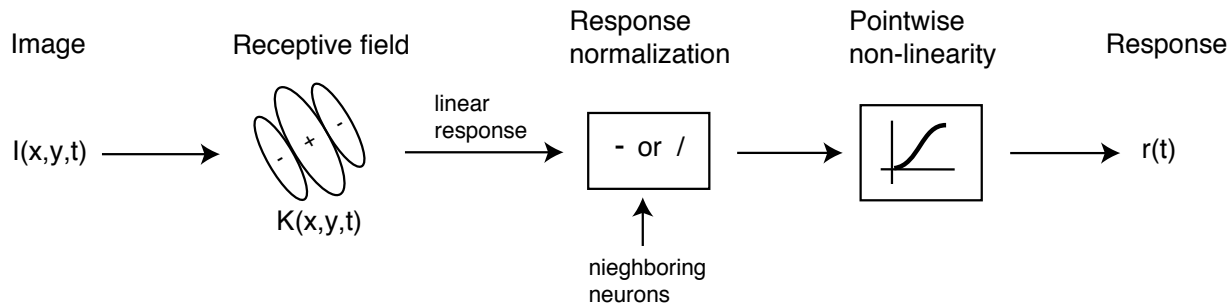 Image
Receptive field
Response
normalization
Pointwise
non-linearity
Response
I(x,y,t)
-
+
-
K(x,y,t)
linear
response
- or /
nieghboring
neurons
r(t)